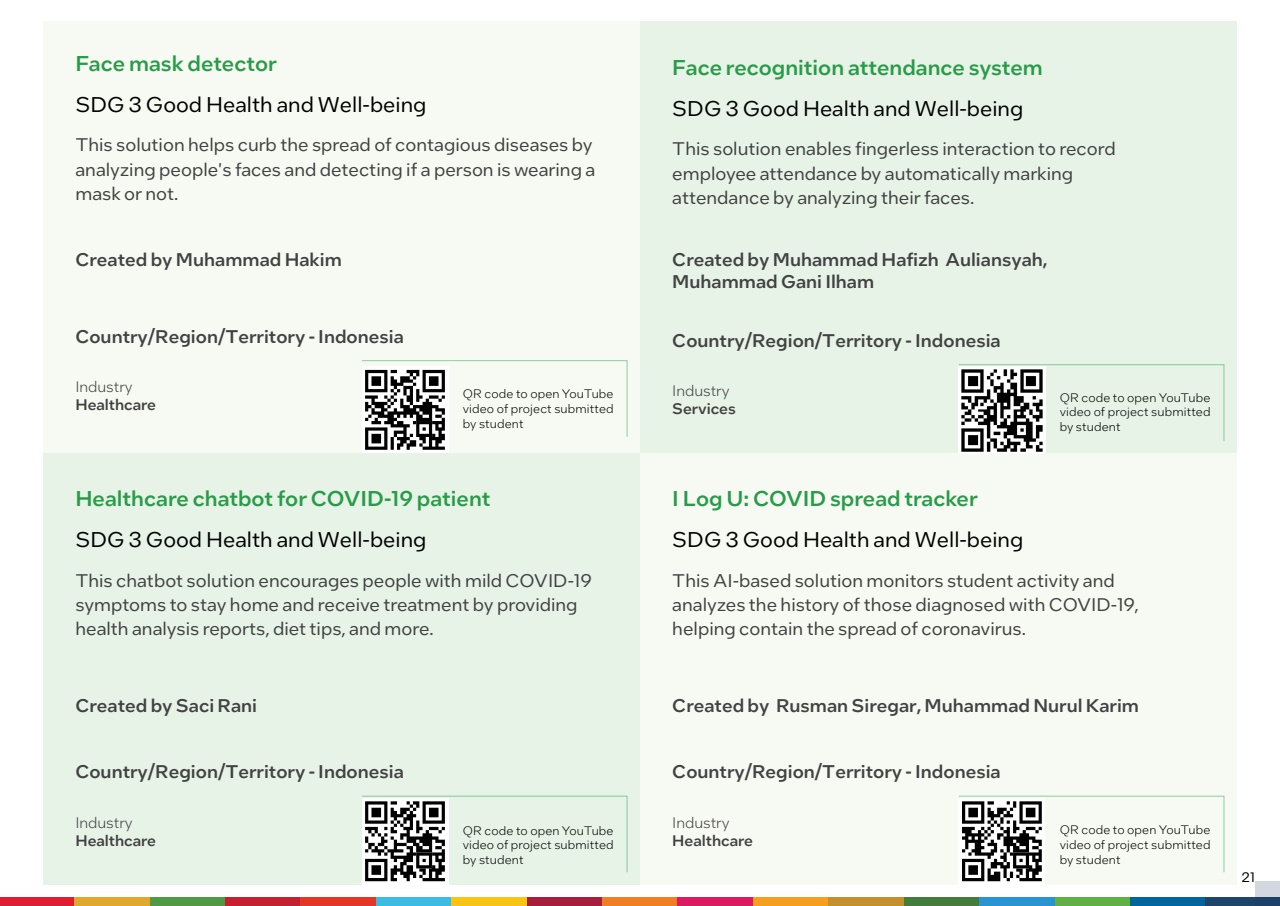 Face mask detector
SDG 3 Good Health and Well-being
This solution helps curb the spread of contagious diseases by
analyzing people's faces and detecting if a person is wearing a
mask or not.
Created by Muhammad Hakim
Country/Region/Territory - Indonesia
Industry
Healthcare
QR code to open YouTube
video of project submitted
by student
Face recognition attendance system
SDG 3 Good Health and Well-being
This solution enables fingerless interaction to record
employee attendance by automatically marking
attendance by analyzing their faces.
Created by Muhammad Hafizh Auliansyah,
Muhammad Gani Ilham
Country/Region/Territory - Indonesia
Industry
Services
QR code to open YouTube
video of project submitted
by student
Healthcare chatbot for COVID-19 patient
SDG 3 Good Health and Well-being
This chatbot solution encourages people with mild COVID-19
symptoms to stay home and receive treatment by providing
health analysis reports, diet tips, and more.
Created by Saci Rani
Country/Region/Territory - Indonesia
Industry
Healthcare
QR code to open YouTube
video of project submitted
by student
I Log U: COVID spread tracker
SDG 3 Good Health and Well-being
This AI-based solution monitors student activity and
analyzes the history of those diagnosed with COVID-19,
helping contain the spread of coronavirus.
Created by Rusman Siregar, Muhammad Nurul Karim
Country/Region/Territory - Indonesia
Industry
Healthcare
QR code to open YouTube
video of project submitted
by student
21